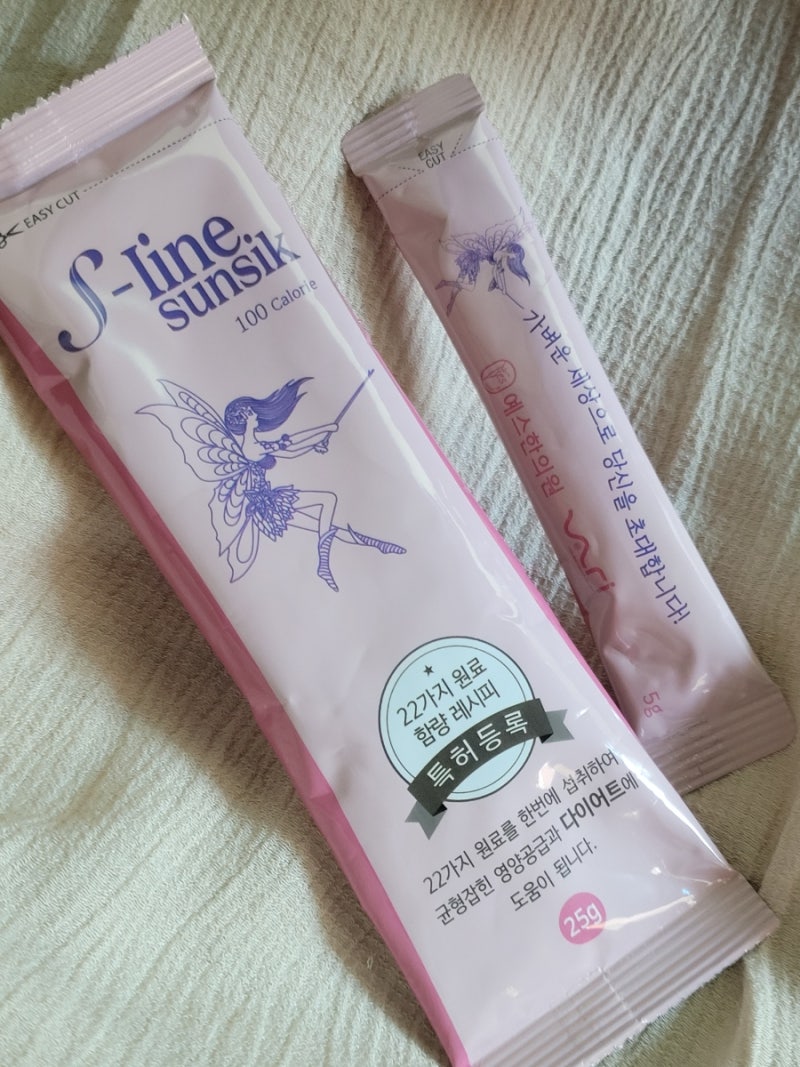 EASY CUT
S-line
sunsik
100 Calorie
22가지 원료
함량 레시피
특허등록
22가지 원료를 한번에 섭취하여
균형잡힌 영양공급과 다이어트에
도움이 됩니다.
25g
EASY
CUT
가벼운 세상으로 당신을 초대합니다!
예스한의원
5g